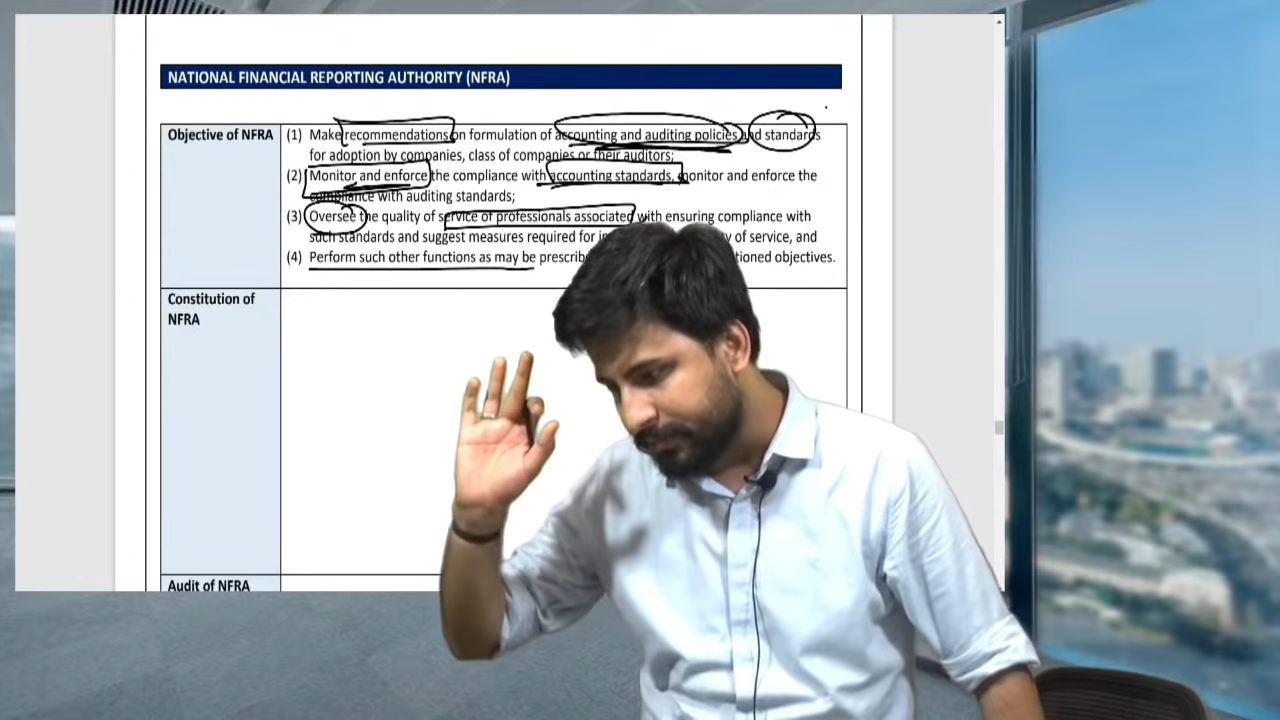 NATIONAL FINANCIAL REPORTING AUTHORITY (NFRA)
Objective of NFRA
(1) Make recommendations on formulation of accounting and auditing policies and standards
for adoption by companies, class of companies or their auditors;
(2) Monitor and enforce the compliance with accounting standards, monitor and enforce the
compliance with auditing standards;
(3) Oversee the quality of service of professionals associated with ensuring compliance with
such standards and suggest measures required for of service, and
(4) Perform such other functions as may be objectives.
Constitution of
NFRA
Audit of NFRA